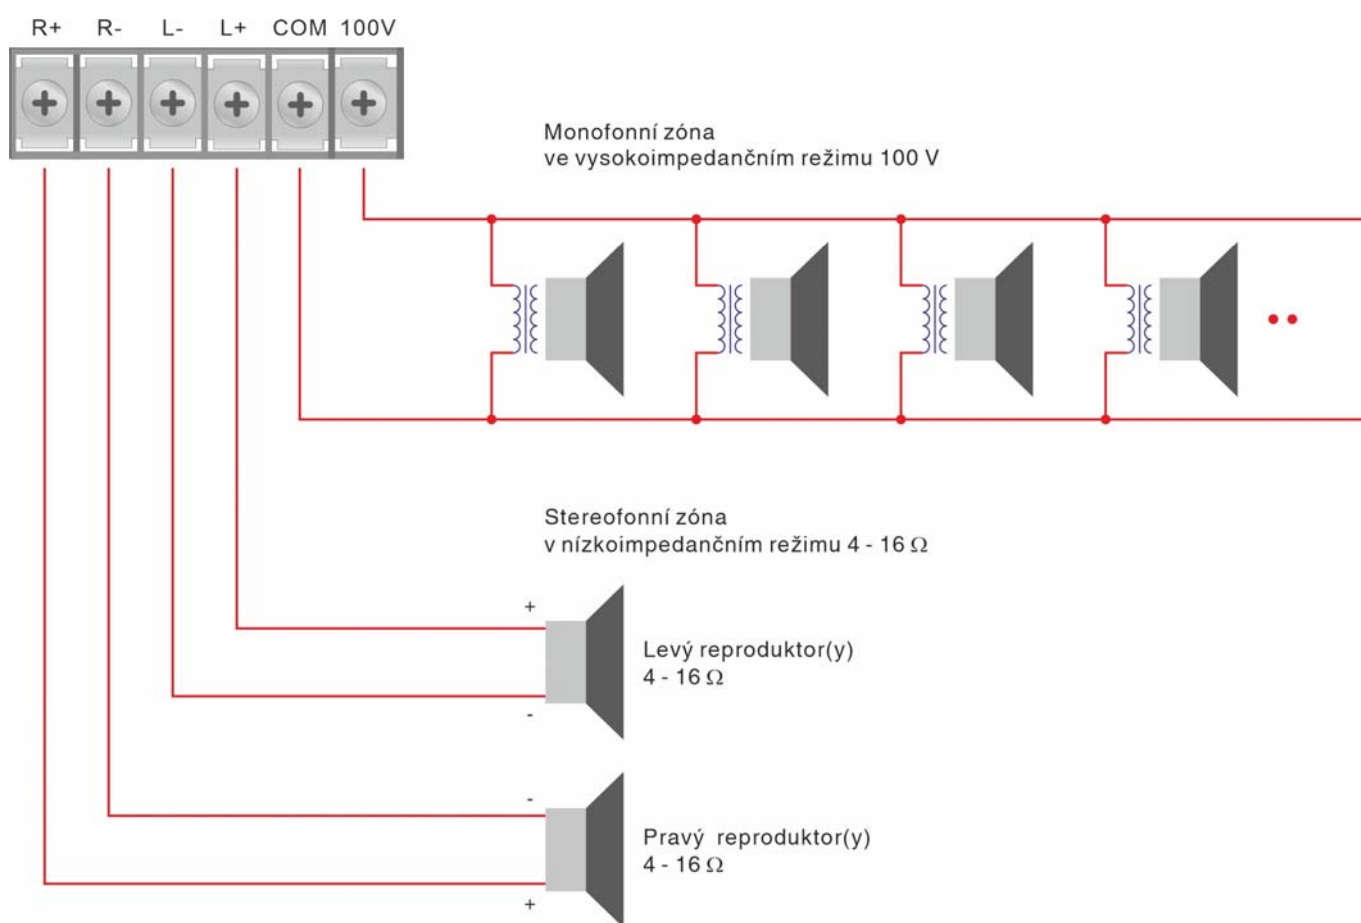 R+ R- L- L+ COM 100V
Monofonní zóna
ve vysokoimpedančním režimu 100 V
Stereofonní zóna
v nízkoimpedančním režimu 4 - 16 Ω
+
Levý reproduktor(y)
4 - 16 Ω
-
-
Pravý reproduktor(y)
4 - 16 Ω
+